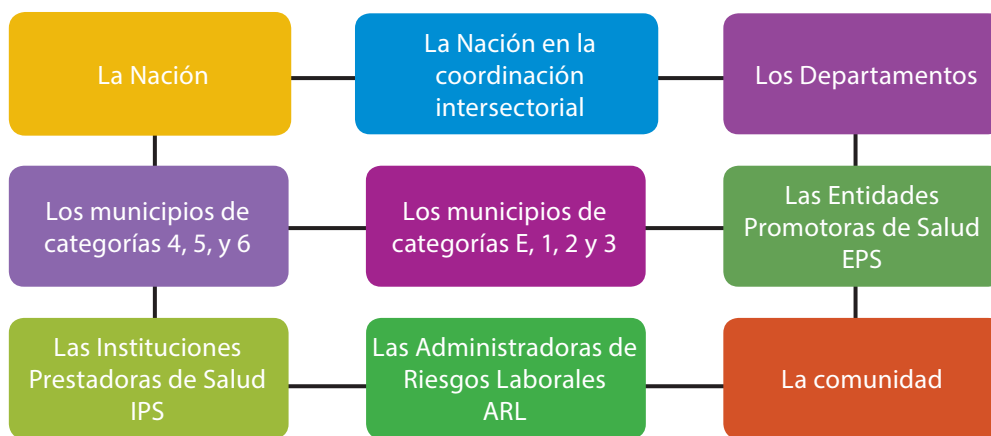 La Nación
La Nación en la
coordinación
intersectorial
Los Departamentos
Los municipios de
categorías 4, 5, y 6
Los municipios de
categorías E, 1, 2 y 3
Las Entidades
Promotoras de Salud
EPS
Las Instituciones
Prestadoras de Salud
IPS
Las Administradoras de
Riesgos Laborales
ARL
La comunidad